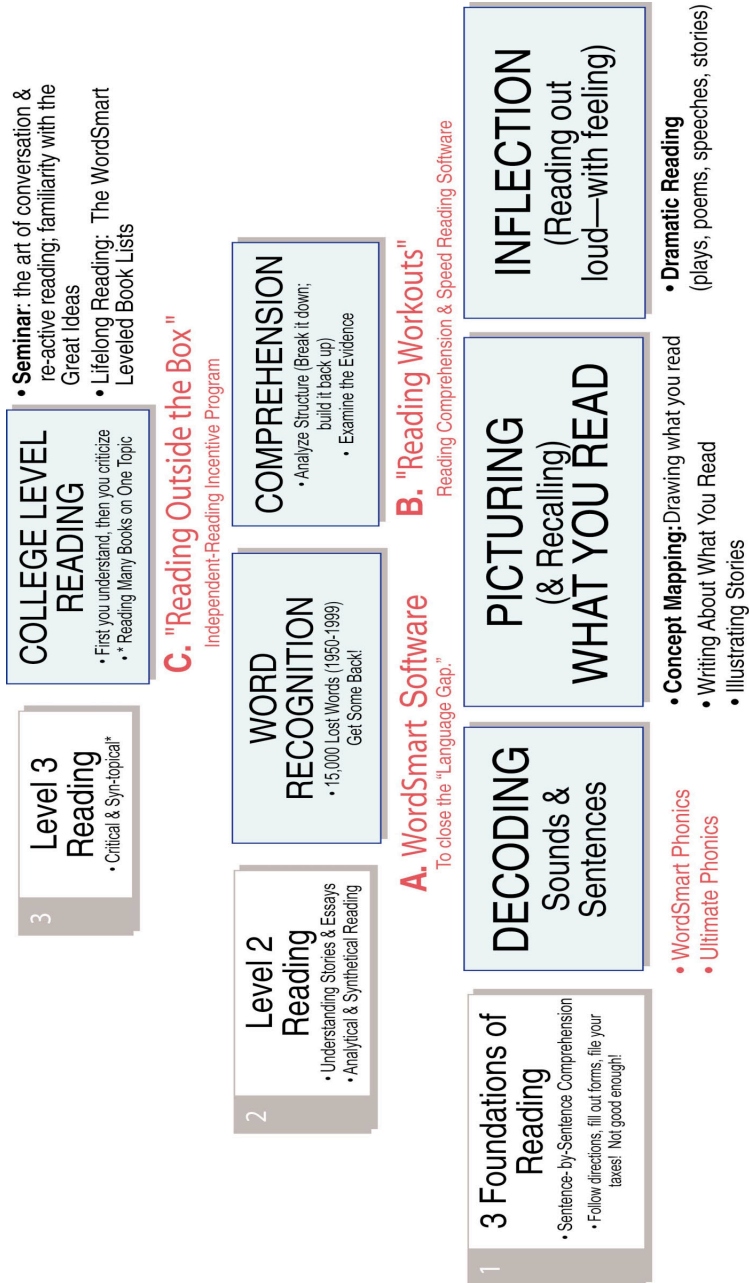 3
Level 3
Reading
• Critical & Syn-topical*
COLLEGE LEVEL
READING
• First you understand, then you criticize
• * Reading Many Books on One Topic
• Seminar: the art of conversation &
re-active reading; familiarity with the
Great Ideas
• Lifelong Reading: The WordSmart
Leveled Book Lists
C. "Reading Outside the Box"
Independent-Reading Incentive Program
2
Level 2
Reading
• Understanding Stories & Essays
• Analytical & Synthetical Reading
WORD
RECOGNITION
• 15,000 Lost Words (1950-1999)
Get Some Back!
COMPREHENSION
• Analyze Structure (Break it down;
build it back up)
• Examine the Evidence
A. WordSmart Software
To close the “Language Gap.”
B. "Reading Workouts"
Reading Comprehension & Speed Reading Software
1
3 Foundations of
Reading
• Sentence- by-Sentence Comprehension
• Follow directions, fill out forms, file your
taxes! Not good enough!
DECODING
Sounds &
Sentences
• WordSmart Phonics
• Ultimate Phonics
PICTURING
(& Recalling)
WHAT YOU READ
• Concept Mapping: Drawing what you read
• Writing About What You Read
• Illustrating Stories
INFLECTION
(Reading out
loud—with feeling)
• Dramatic Reading
(plays, poems, speeches, stories)